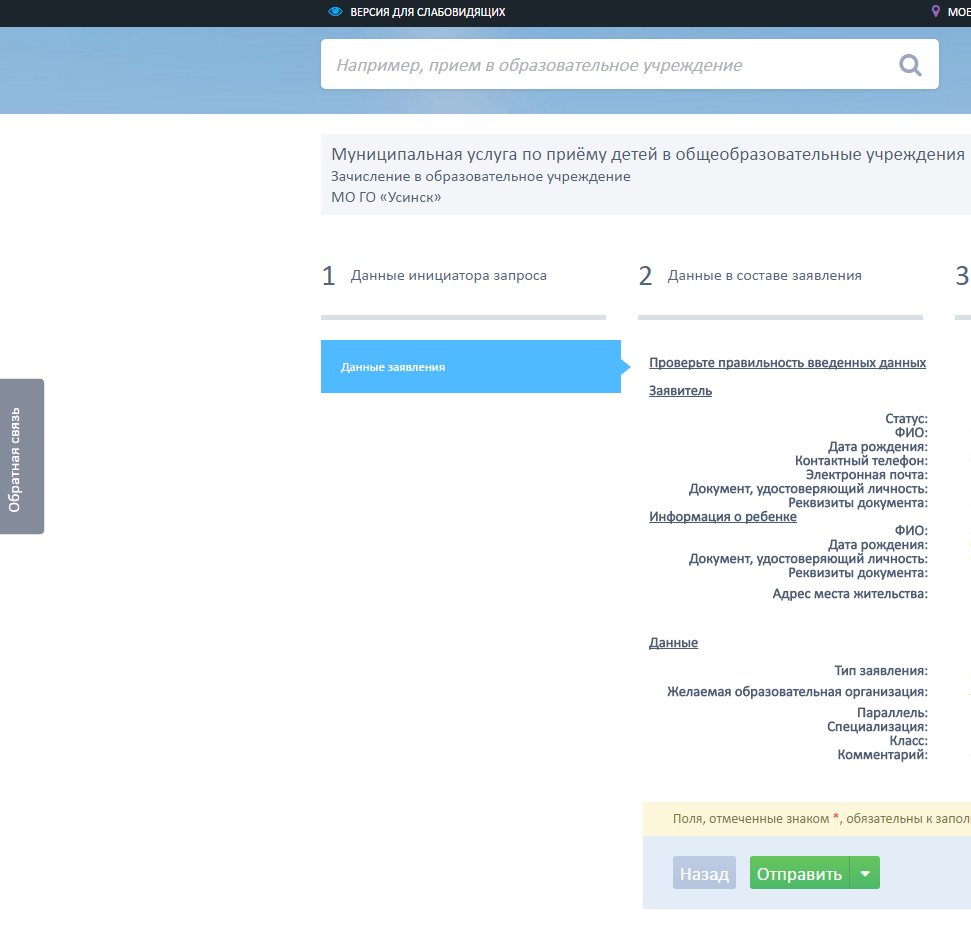 ВЕРСИЯ ДЛЯ СЛАБОВИДЯЩИХ
МОЕ
Например, прием в образовательное учреждение
Муниципальная услуга по приёму детей в общеобразовательные учреждения
Зачисление в образовательное учреждение
МО ГО «Усинск»
1 Данные инициатора запроса
2 Данные в составе заявления
3
Данные заявления
Обратная связь
Проверьте правильность введенных данных
Заявитель
Статус:
ФИО:
Дата рождения:
Контактный телефон:
Электронная почта:
Документ, удостоверяющий личность:
Реквизиты документа:
Информация о ребенке
ФИО:
Дата рождения:
Документ, удостоверяющий личность:
Реквизиты документа:
Адрес места жительства:
Данные
Тип заявления:
Желаемая образовательная организация:
Параллель:
Специализация:
Класс:
Комментарий:
Поля, отмеченные знаком *, обязательны к запол
Назад Отправить